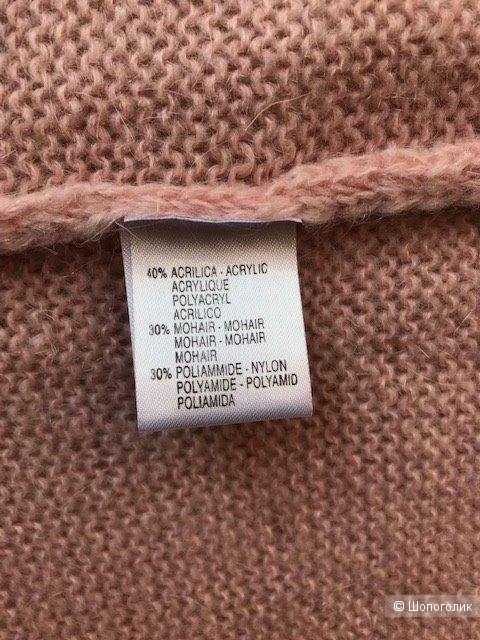 40% ACRILICA - ACRYLIC
ACRYLIQUE
POLYACRYL
ACRILICO
30% MOHAIR - MOHAIR
MOHAIR - MOHAIR
MOHAIR
30% POLIAMMIDE - NYLON
POLYAMIDE - POLYAMID
POLIAMIDA
© Шопоголик